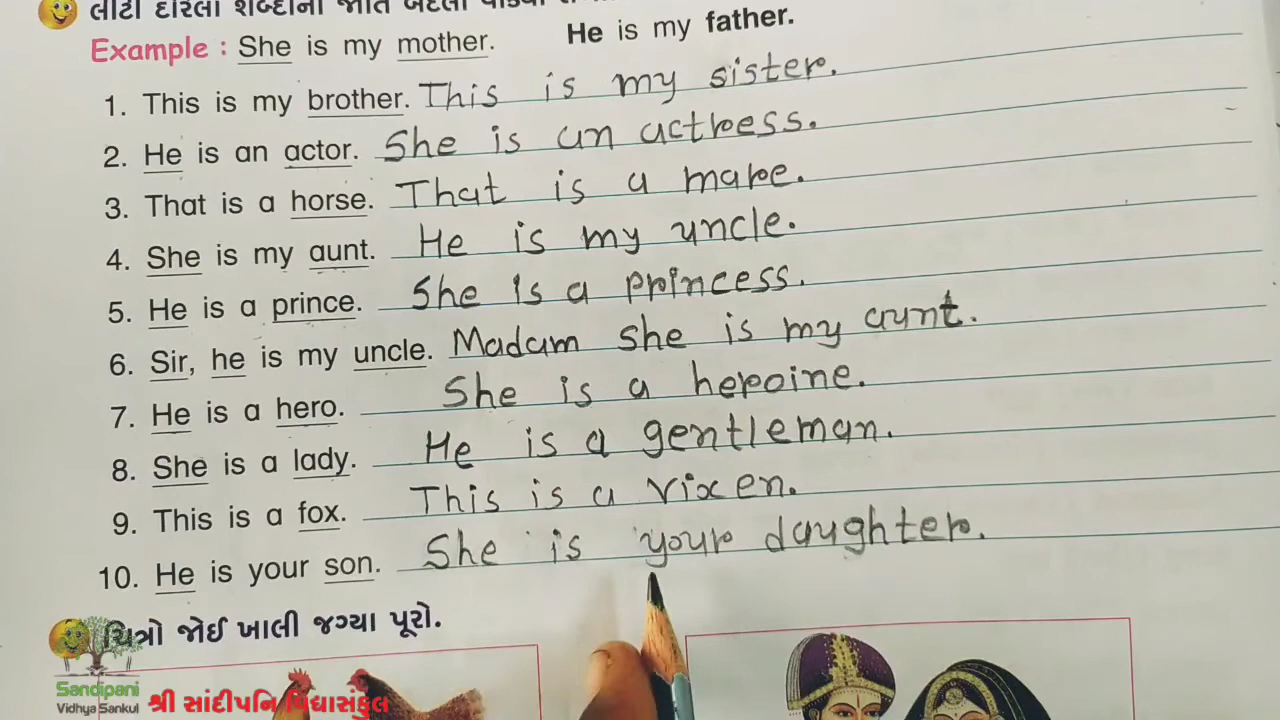 લીટી દોરેલા શબ્દોની જાતિ બદલી
Example : She is my mother. He is my father.
1. This is my brother. This is my sister.
2. He is an actor. She is an actress.
3. That is a horse. That is a mare.
4. She is my aunt. He is my uncle.
5. He is a prince. She is a princess.
6. Sir, he is my uncle. Madam she is my aunt.
7. He is a hero. She is a heroine.
8. She is a lady. He is a gentleman.
9. This is a fox. This is a vixen.
10. He is your son. She is your daughter.
ચિત્રો જોઈ ખાલી જગ્યા પૂરો.
Sandipani
Vidhya Sankul
શ્રી સાંદીપનિ વિદ્યાસંકુલ